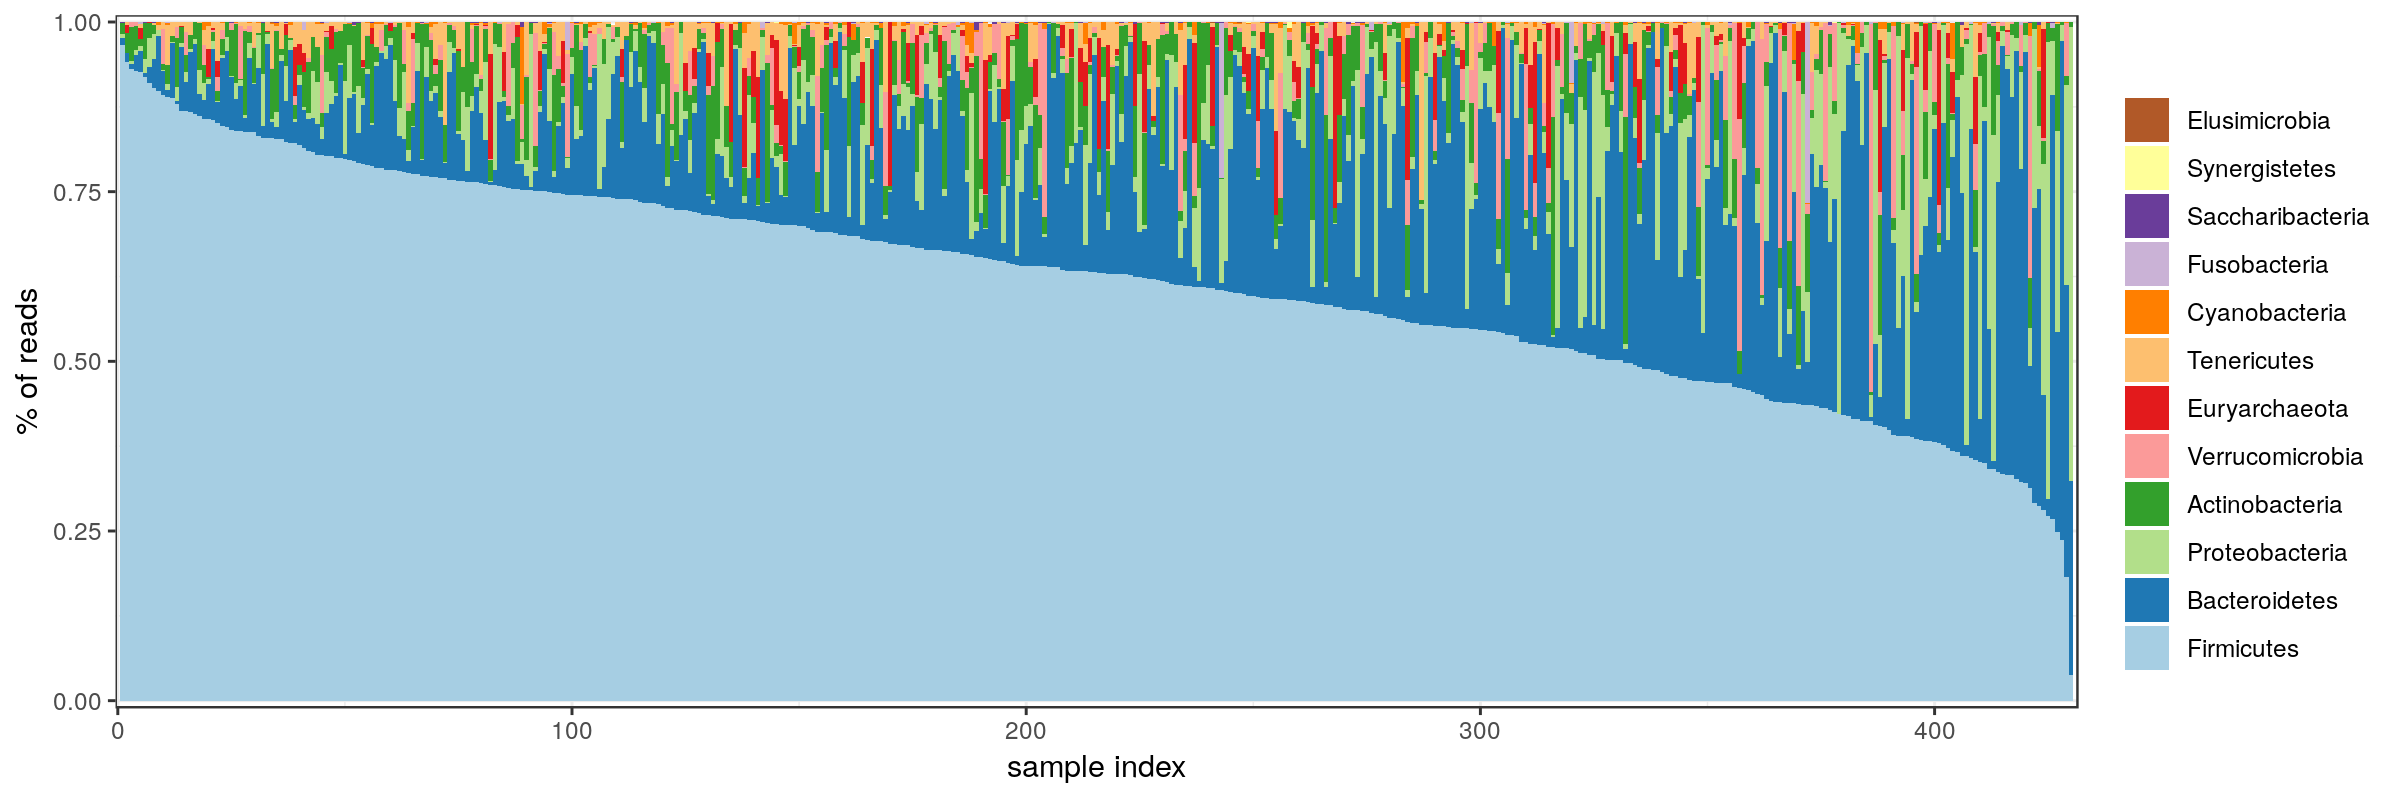 1.00
0.75
0.50
0.25
0.00
% of reads
0
100
200
300
400
sample index
Elusimicrobia
Synergistetes
Saccharibacteria
Fusobacteria
Cyanobacteria
Tenericutes
Euryarchaeota
Verrucomicrobia
Actinobacteria
Proteobacteria
Bacteroidetes
Firmicutes